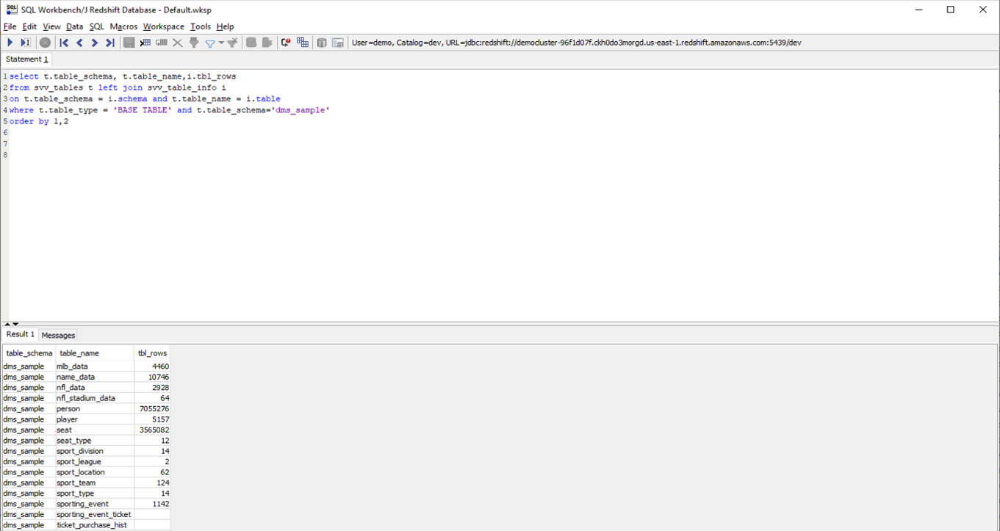 SQL Workbench/J Redshift Database - Default.wksp
File Edit View Data SQL Macros Workspace Tools Help
User=demo, Catalog=dev, URL=jdbc:redshift://democluster-96f1d07f.ckh0do3morgd.us-east-1.redshift.amazonaws.com:5439/dev
Statement 1
1 select t.table_schema, t.table_name,i.tbl_rows
2 from svv_tables t left join svv_table_info i
3 on t.table_schema = i.schema and t.table_name = i.table
4 where t.table_type = 'BASE TABLE' and t.table_schema='dms_sample'
5 order by 1,2
6
7
8
Result 1 Messages
table_schema table_name tbl_rows
dms_sample mlb_data 4460
dms_sample name_data 10746
dms_sample nfl_data 2928
dms_sample nfl_stadium_data 64
dms_sample person 7055276
dms_sample player 5157
dms_sample seat 3565082
dms_sample seat_type 12
dms_sample sport_division 14
dms_sample sport_league 2
dms_sample sport_location 62
dms_sample sport_team 124
dms_sample sport_type 14
dms_sample sporting_event 1142
dms_sample sporting_event_ticket
dms_sample ticket_purchase_hist